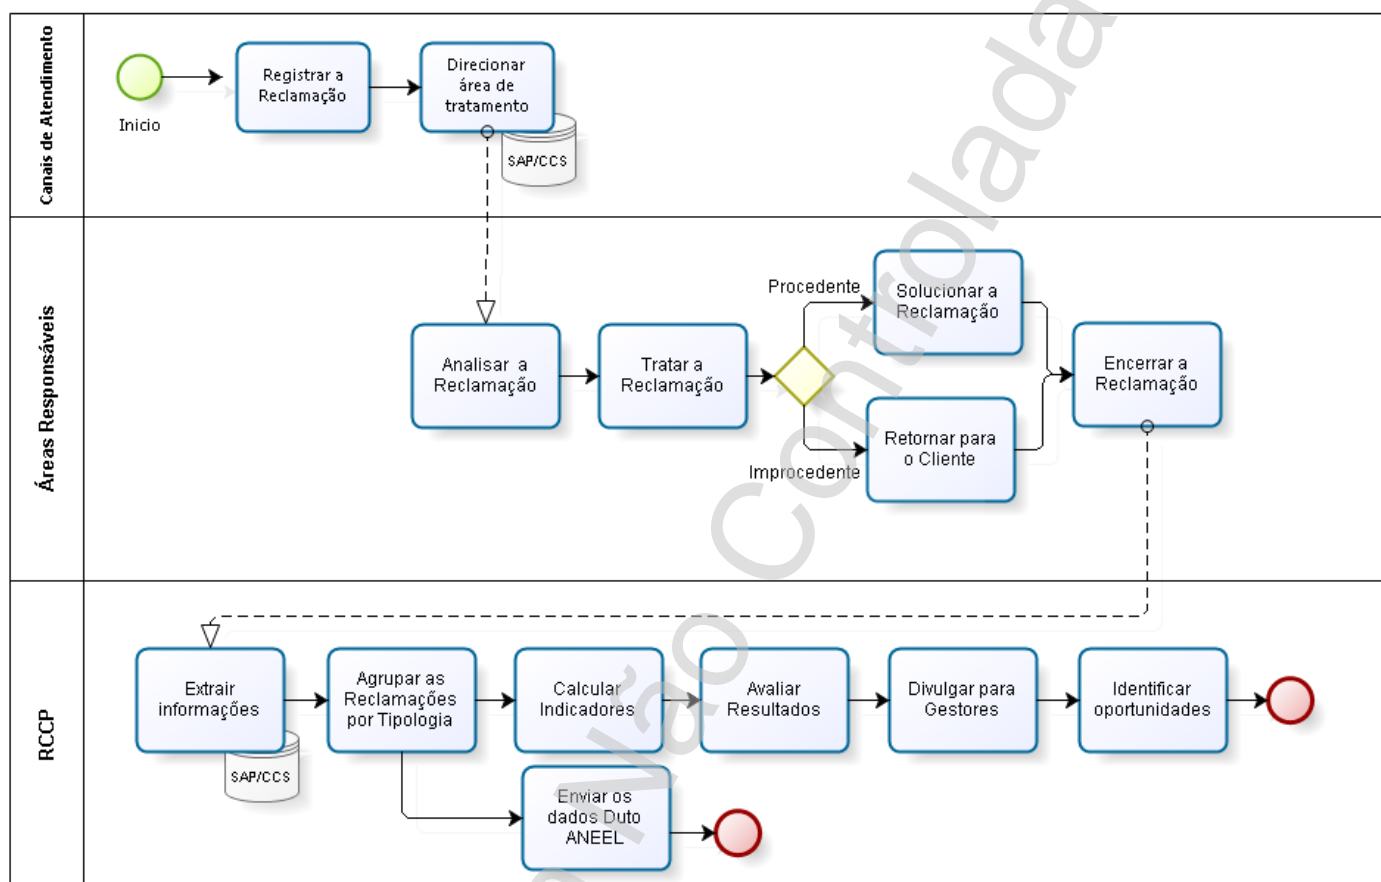 Canais de Atendimento
Inicio
Registrar a
Reclamação
Direcionar
área de
tratamento
SAP/CCS
Áreas Responsáveis
Analisar a
Reclamação
Tratar a
Reclamação
Procedente
Improcedente
Solucionar a
Reclamação
Retornar para
o Cliente
Encerrar a
Reclamação
RCCP
Extrair
informações
SAP/CCS
Agrupar as
Reclamações
por Tipologia
Calcular
Indicadores
Avaliar
Resultados
Divulgar para
Gestores
Identificar
oportunidades
Enviar os
dados Duto
ANEEL
Não Controlada